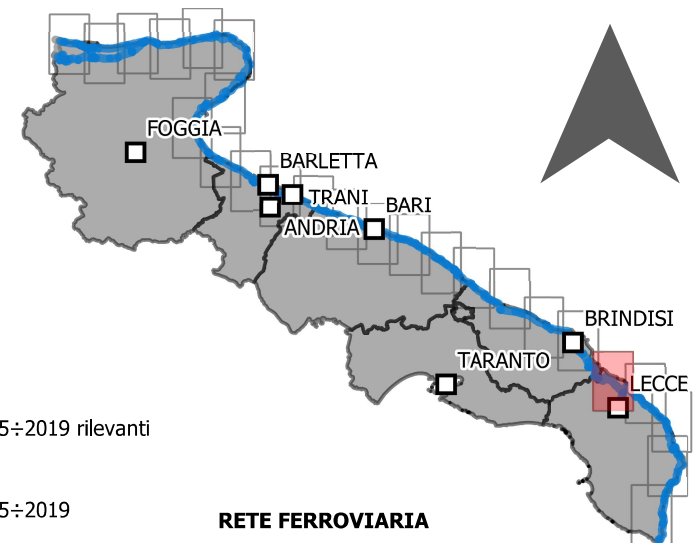 FOGGIA
BARLETTA
TRANI
BARI
ANDRIA
BRINDISI
TARANTO
LECCE
5÷2019 rilevanti
5÷2019
RETE FERROVIARIA